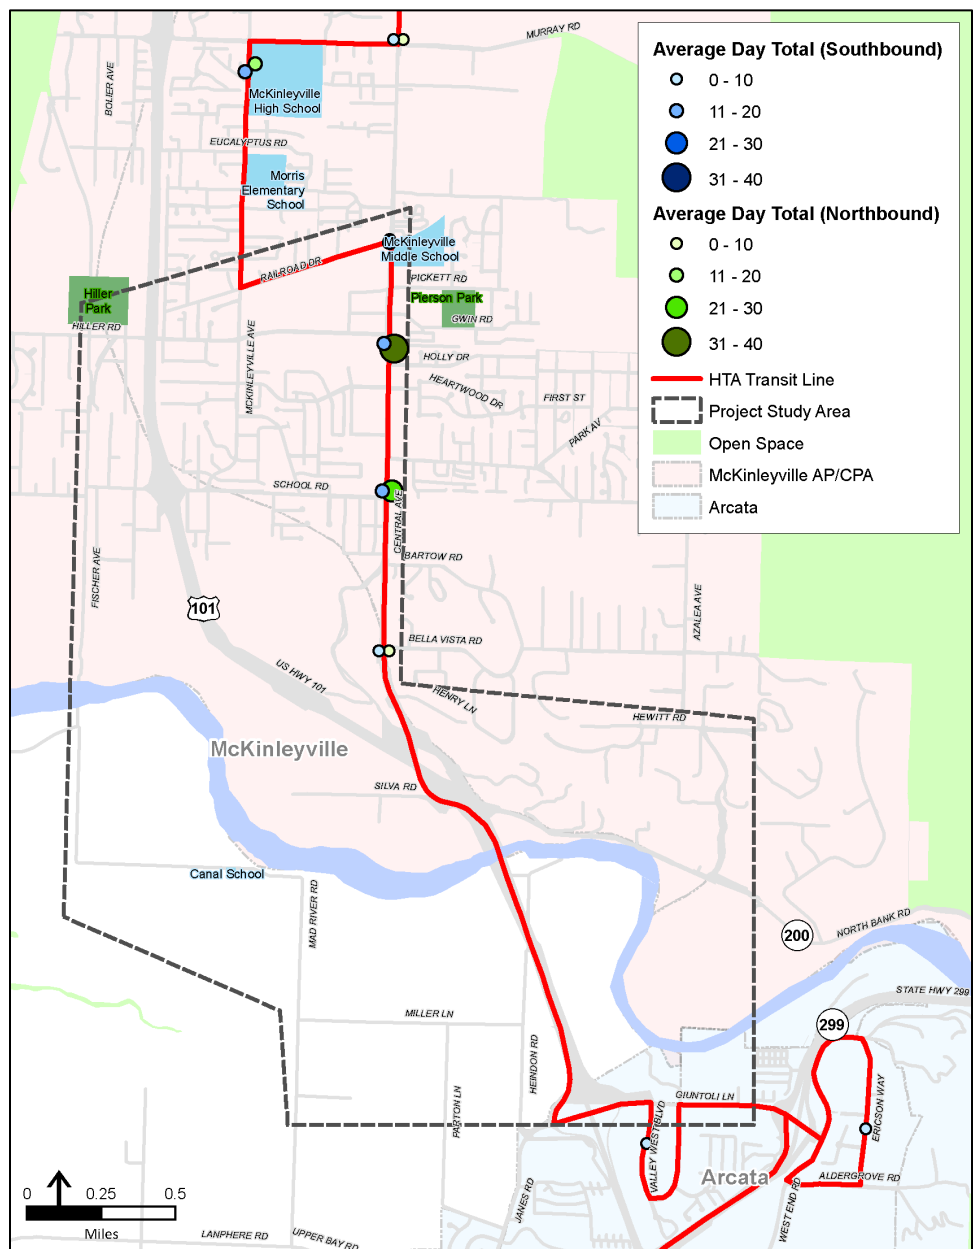 MURRAY RD
BOLIER AVE
McKinleyville
High School
EUCALYPTUS RD
Morris
Elementary
School
McKinleyville
Middle School
RAILROAD DR
PICKETT RD
Hiller
Park
Pierson Park
GWIN RD
HILLER RD
MCKINLEYVILLE AVE
HOLLY DR
HEARTWOOD DR
FIRST ST
PARK AV
SCHOOL RD
CENTRAL AVE
BARTOW RD
FISCHER AVE
101
AZALEA AVE
BELLA VISTA RD
US HWY 101
HENRY LN
HEWITT RD
McKinleyville
SILVA RD
Canal School
MAD RIVER RD
NORTH BANK RD
200
STATE HWY 299
MILLER LN
299
HEINDON RD
PARTON LN
GIUNTOLI LN
ERICSON WAY
VALLEY WEST BLVD
Arcata
ALDERGROVE RD
JANES RD
WEST END RD
LANPHERE RD
UPPER BAY RD
0 0.25 0.5
Miles
Average Day Total (Southbound)
0 - 10
11 - 20
21 - 30
31 - 40
Average Day Total (Northbound)
0 - 10
11 - 20
21 - 30
31 - 40
HTA Transit Line
Project Study Area
Open Space
McKinleyville AP/CPA
Arcata